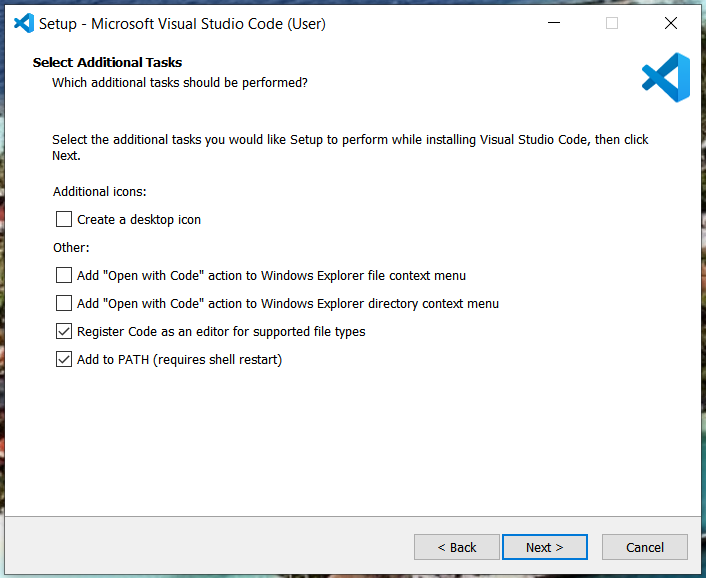 Setup - Microsoft Visual Studio Code (User)
Select Additional Tasks
Which additional tasks should be performed?
Select the additional tasks you would like Setup to perform while installing Visual Studio Code, then click
Next.
Additional icons:
Create a desktop icon
Other:
Add "Open with Code" action to Windows Explorer file context menu
Add "Open with Code" action to Windows Explorer directory context menu
Register Code as an editor for supported file types
Add to PATH (requires shell restart)
< Back Next > Cancel